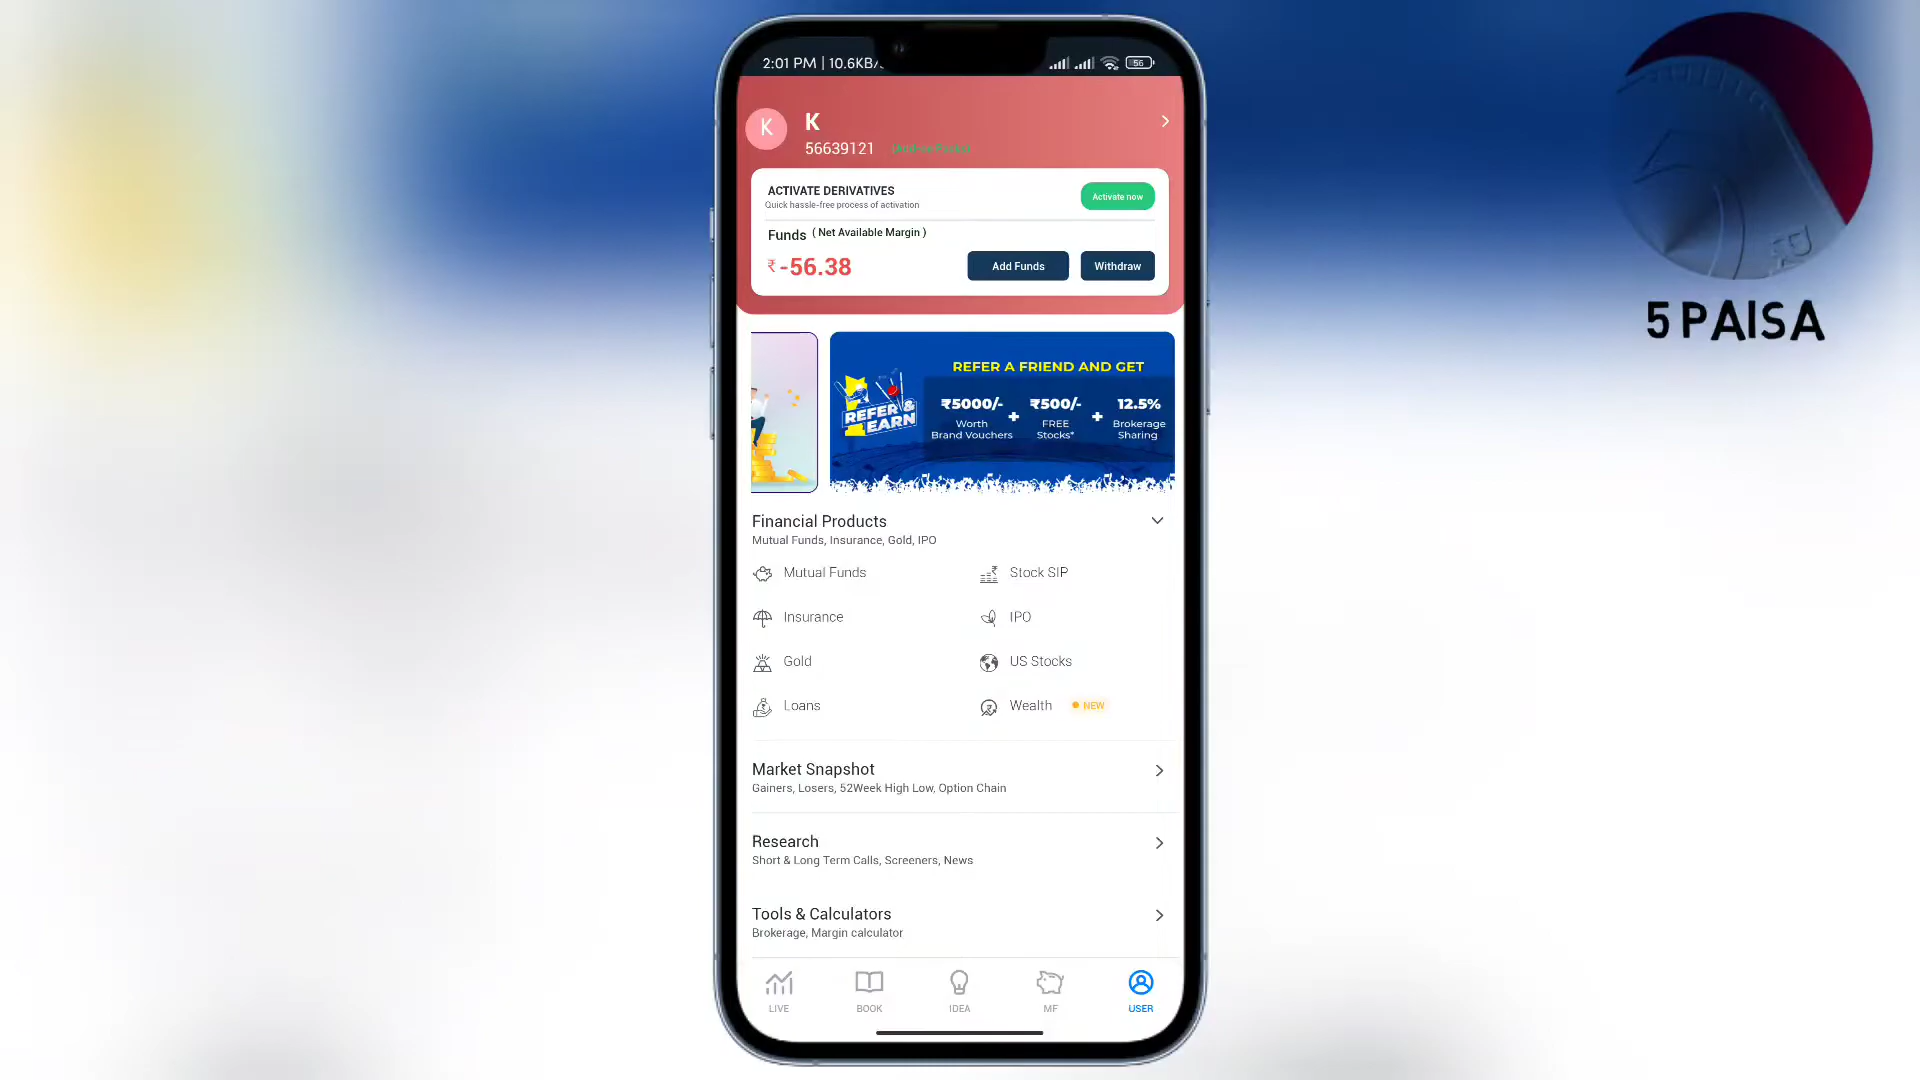 2:01 PM | 10.6KB/
56
K
K
56639121
ACTIVATE DERIVATIVES
Quick hassle-free process of activation
Activate now
Funds ( Net Available Margin )
₹ -56.38
Add Funds
Withdraw
REFER & EARN
REFER A FRIEND AND GET
₹5000/- + ₹500/- + 12.5%
Worth Brand Vouchers
FREE Stocks*
Brokerage Sharing
Financial Products
Mutual Funds, Insurance, Gold, IPO
Mutual Funds
Stock SIP
Insurance
IPO
Gold
US Stocks
Loans
Wealth NEW
Market Snapshot
Gainers, Losers, 52Week High Low, Option Chain
Research
Short & Long Term Calls, Screeners, News
Tools & Calculators
Brokerage, Margin calculator
LIVE
BOOK
IDEA
MF
USER
5 PAISA